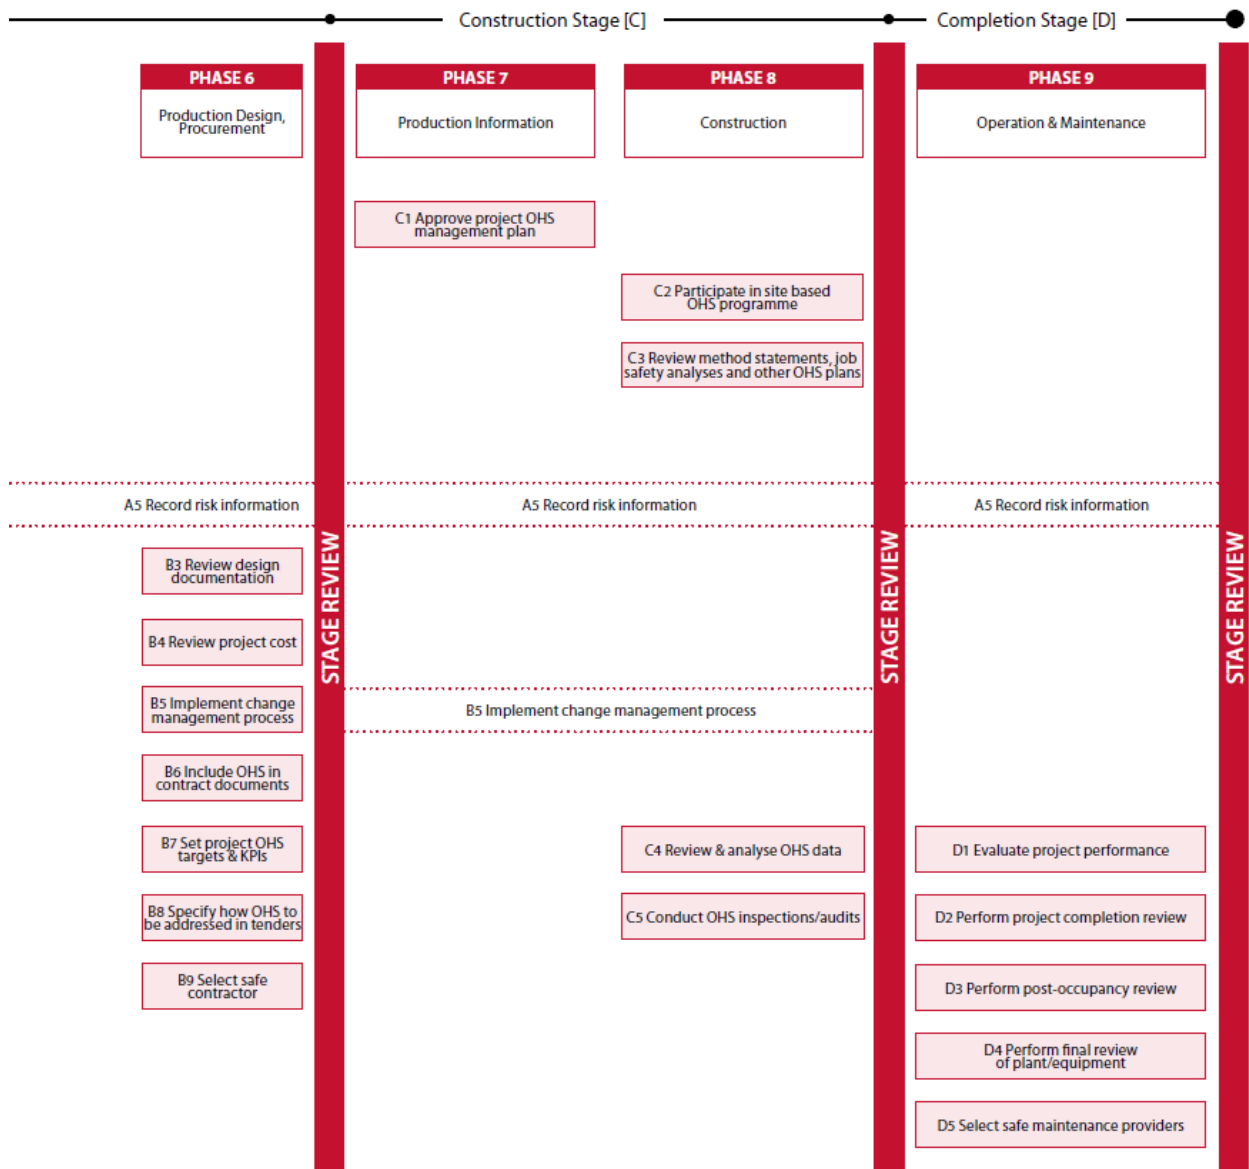 Construction Stage [C]
Completion Stage [D]
PHASE 6
Production Design,
Procurement
PHASE 7
Production Information
PHASE 8
Construction
PHASE 9
Operation & Maintenance
C1 Approve project OHS
management plan
C2 Participate in site based
OHS programme
C3 Review method statements, job
safety analyses and other OHS plans
A5 Record risk information
A5 Record risk information
A5 Record risk information
STAGE REVIEW
STAGE REVIEW
STAGE REVIEW
B3 Review design
documentation
B4 Review project cost
B5 Implement change
management process
B5 Implement change management process
B6 Include OHS in
contract documents
B7 Set project OHS
targets & KPIs
C4 Review & analyse OHS data
D1 Evaluate project performance
B8 Specify how OHS to
be addressed in tenders
C5 Conduct OHS inspections/audits
D2 Perform project completion review
B9 Select safe
contractor
D3 Perform post-occupancy review
D4 Perform final review
of plant/equipment
D5 Select safe maintenance providers